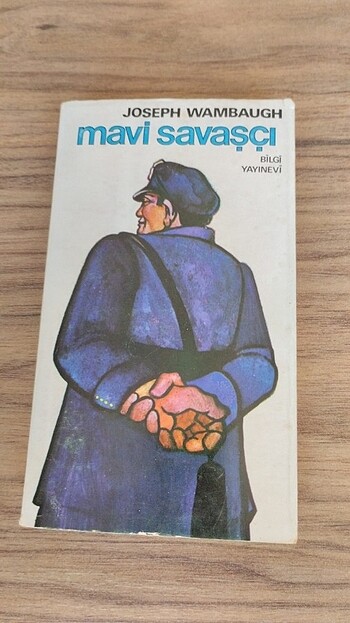 JOSEPH WAMBAUGH
mavi savaşçı
BİLGİ
YAYINEVİ